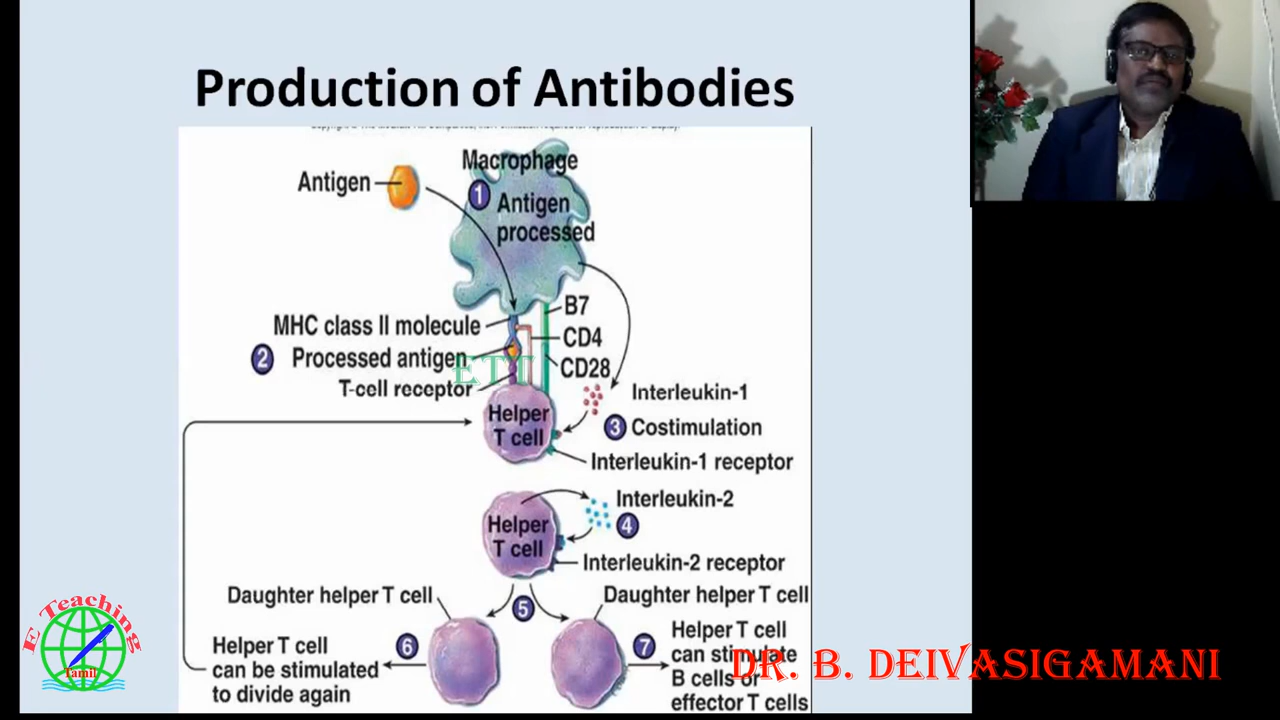 Production of Antibodies
Macrophage
Antigen
1
Antigen
processed
B7
MHC class II molecule
CD4
2 Processed antigen
ETT
CD28
T-cell receptor
Interleukin-1
Helper
T cell
3 Costimulation
Interleukin-1 receptor
Interleukin-2
4
Helper
T cell
Interleukin-2 receptor
Daughter helper T cell
5
Daughter helper T cell
6
Helper T cell
can be stimulated
to divide again
7
Helper T cell
can stimulate
B cells or
effector T cells
E Teaching
Tamil
DR. B. DEIVASIGAMANI